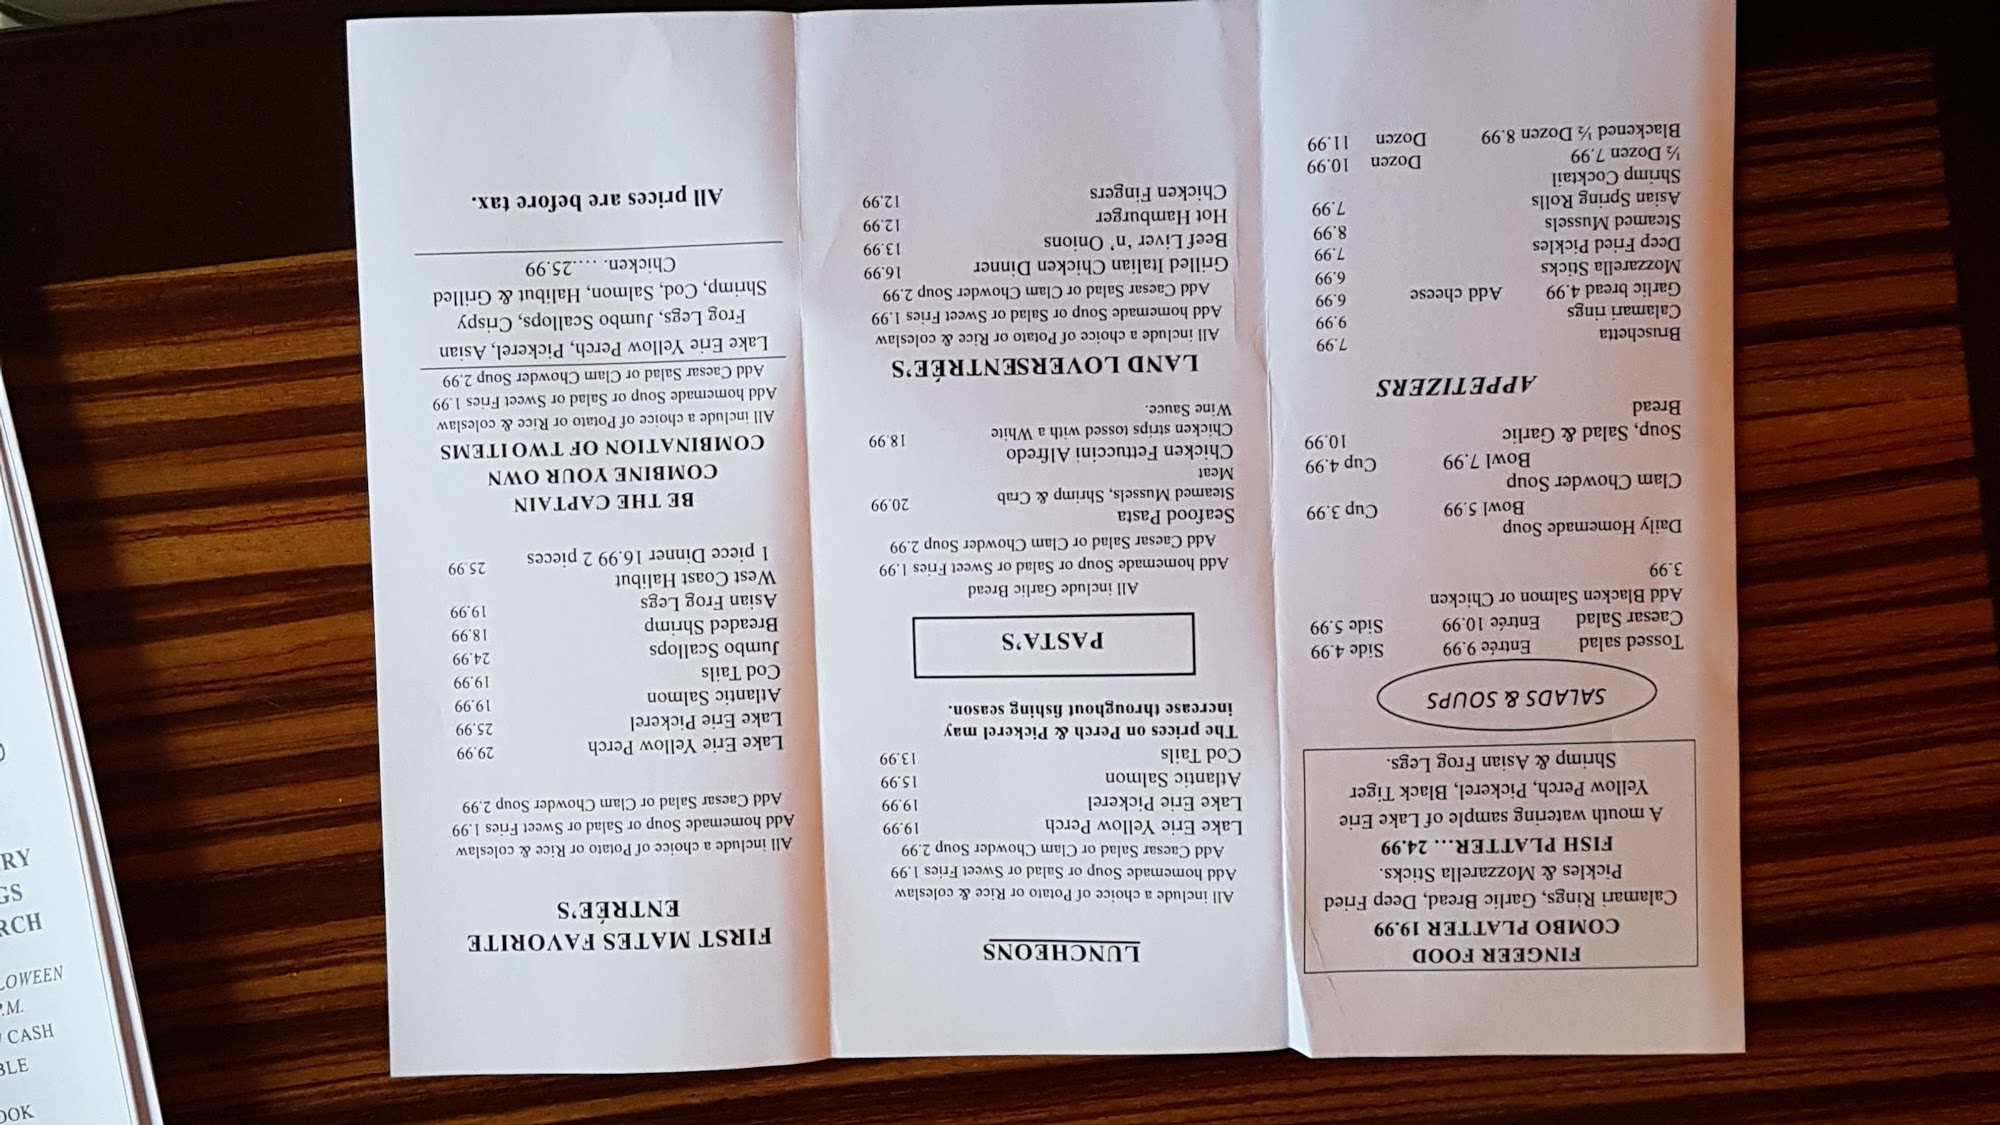 FINGEER FOOD
COMBO PLATTER 19.99
Calamari Rings, Garlic Bread, Deep Fried
Pickles & Mozzarella Sticks.
FISH PLATTER... 24.99
A mouth watering sample of Lake Erie
Yellow Perch, Pickerel, Black Tiger
Shrimp & Asian Frog Legs.
SALADS & SOUPS
Tossed salad Entrée 9.99 Side 4.99
Caesar Salad Entrée 10.99 Side 5.99
Add Blacken Salmon or Chicken
3.99
Daily Homemade Soup
Bowl 5.99 Cup 3.99
Clam Chowder Soup
Bowl 7.99 Cup 4.99
Soup, Salad & Garlic 10.99
Bread
APPETIZERS
Bruschetta 7.99
Calamari rings 9.99
Garlic bread 4.99 Add cheese 6.99
Mozzarella Sticks 6.99
Deep Fried Pickles 7.99
Steamed Mussels 8.99
Asian Spring Rolls 7.99
Shrimp Cocktail
½ Dozen 7.99 Dozen 10.99
Blackened ½ Dozen 8.99 Dozen 11.99
LUNCHEONS
All include a choice of Potato or Rice & coleslaw
Add homemade Soup or Salad or Sweet Fries 1.99
Add Caesar Salad or Clam Chowder Soup 2.99
Lake Erie Yellow Perch 19.99
Lake Erie Pickerel 19.99
Atlantic Salmon 15.99
Cod Tails 13.99
The prices on Perch & Pickerel may
increase throughout fishing season.
PASTA'S
All include Garlic Bread
Add homemade Soup or Salad or Sweet Fries 1.99
Add Caesar Salad or Clam Chowder Soup 2.99
Seafood Pasta
Steamed Mussels, Shrimp & Crab 20.99
Meat
Chicken Fettuccini Alfredo
Chicken strips tossed with a White 18.99
Wine Sauce.
LAND LOVERSENTRÉE'S
All include a choice of Potato or Rice & coleslaw
Add homemade Soup or Salad or Sweet Fries 1.99
Add Caesar Salad or Clam Chowder Soup 2.99
Grilled Italian Chicken Dinner 16.99
Beef Liver 'n' Onions 13.99
Hot Hamburger 12.99
Chicken Fingers 12.99
FIRST MATES FAVORITE
ENTRÉE'S
All include a choice of Potato or Rice & coleslaw
Add homemade Soup or Salad or Sweet Fries 1.99
Add Caesar Salad or Clam Chowder Soup 2.99
Lake Erie Yellow Perch 29.99
Lake Erie Pickerel 25.99
Atlantic Salmon 19.99
Cod Tails 19.99
Jumbo Scallops 24.99
Breaded Shrimp 18.99
Asian Frog Legs 19.99
West Coast Halibut
1 piece Dinner 16.99 2 pieces 25.99
BE THE CAPTAIN
COMBINE YOUR OWN
COMBINATION OF TWO ITEMS
All include a choice of Potato or Rice & coleslaw
Add homemade Soup or Salad or Sweet Fries 1.99
Add Caesar Salad or Clam Chowder Soup 2.99
Lake Erie Yellow Perch, Pickerel, Asian
Frog Legs, Jumbo Scallops, Crispy
Shrimp, Cod, Salmon, Halibut & Grilled
Chicken. .....25.99
All prices are before tax.
RY
GS
RCH
LOWEEN
P.M.
CASH
BLE
OOK